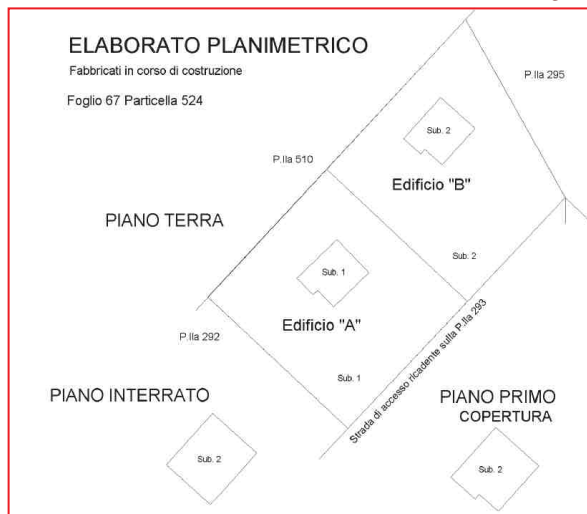 ELABORATO PLANIMETRICO
Fabbricati in corso di costruzione
Foglio 67 Particella 524
P.lla 295
Sub. 2
P.lla 510
Edificio "B"
PIANO TERRA
Sub. 2
Sub. 1
Edificio "A"
P.lla 292
Sub. 1
Strada di accesso ricadente sulla P.lla 293
PIANO INTERRATO
PIANO PRIMO
COPERTURA
Sub. 2
Sub. 2